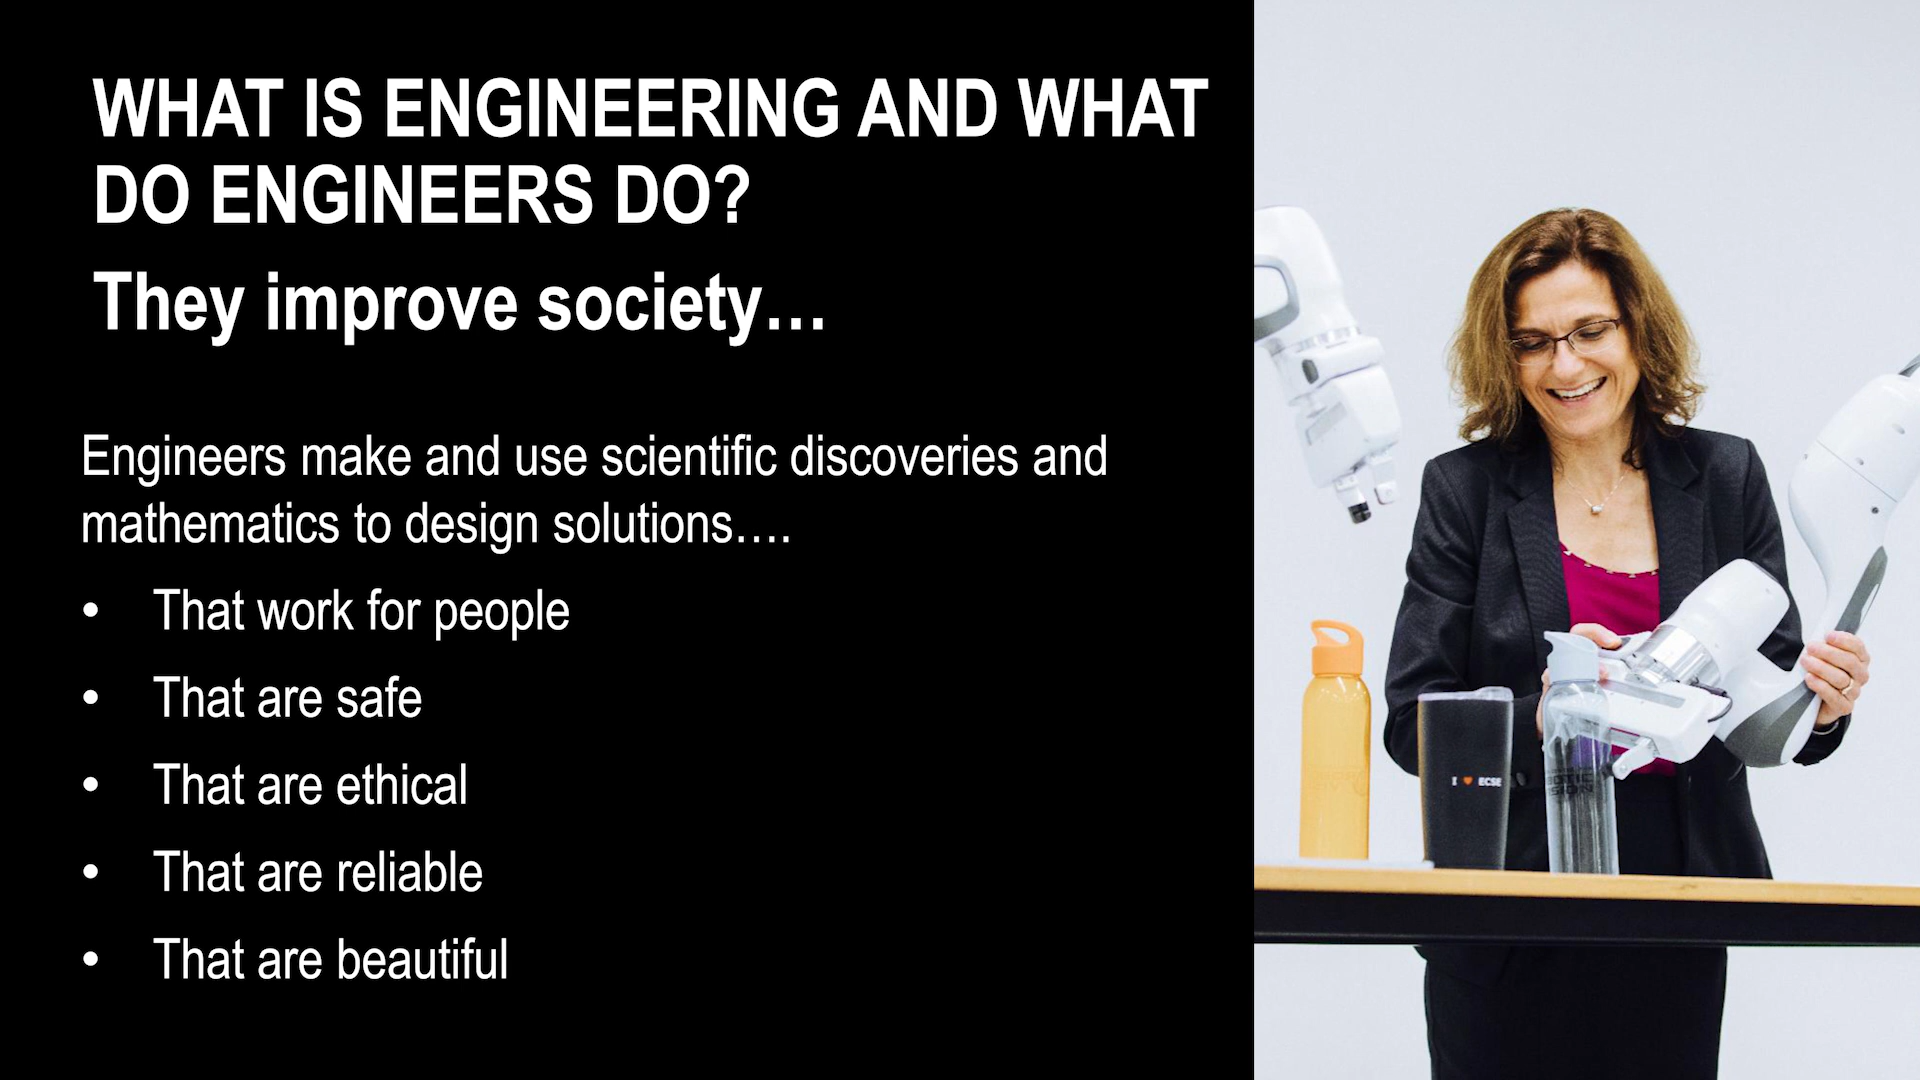 WHAT IS ENGINEERING AND WHAT
DO ENGINEERS DO?
They improve society…
Engineers make and use scientific discoveries and
mathematics to design solutions….
• That work for people
• That are safe
• That are ethical
• That are reliable
• That are beautiful
I ♥ ECSE